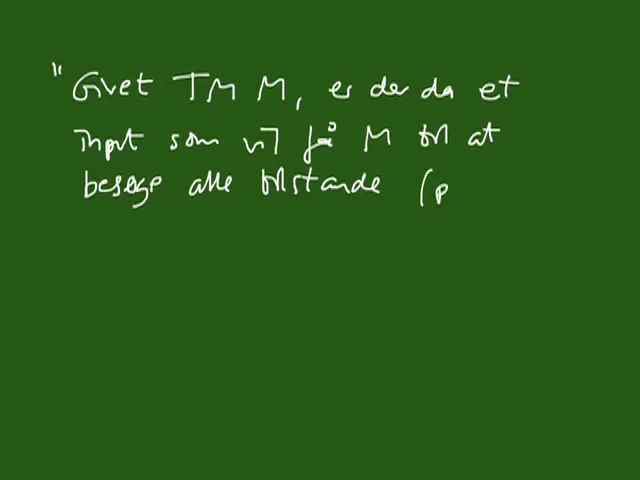 "Givet TM M, er der da et
input som vil få M til at
besøge alle tilstande (p